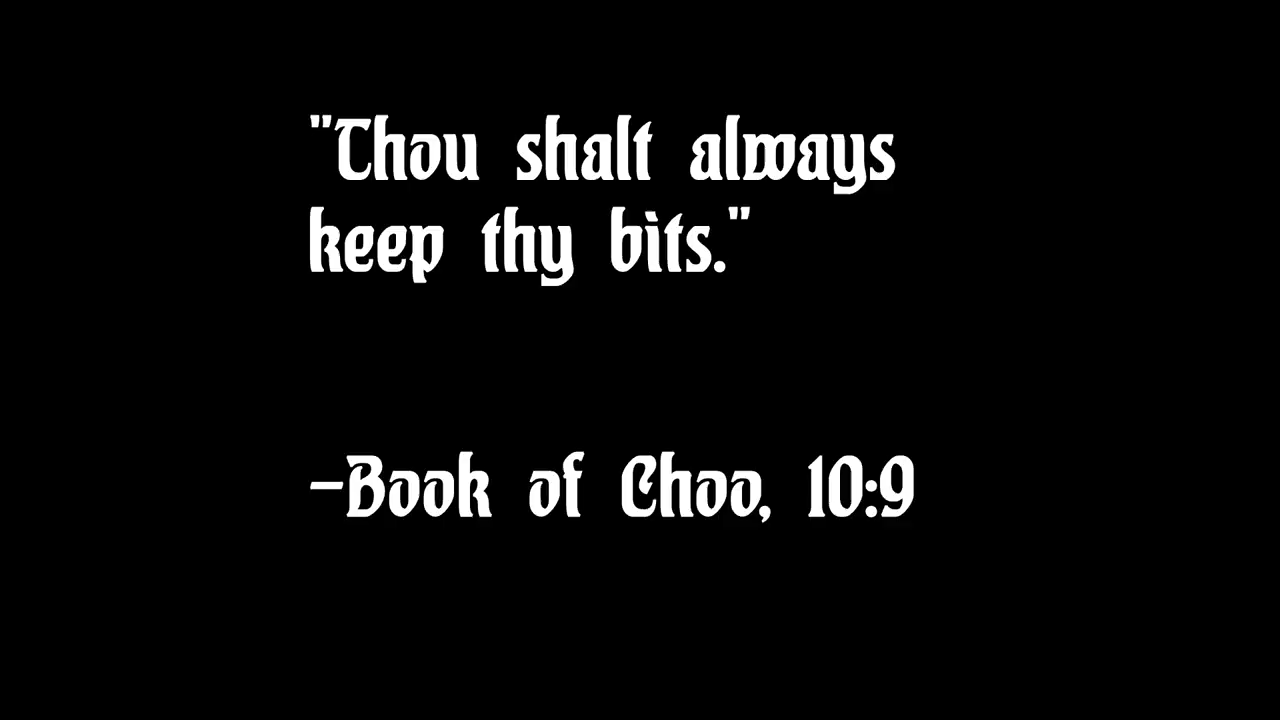 "Thou shalt always
keep thy bits."
-Book of Choo, 10:9